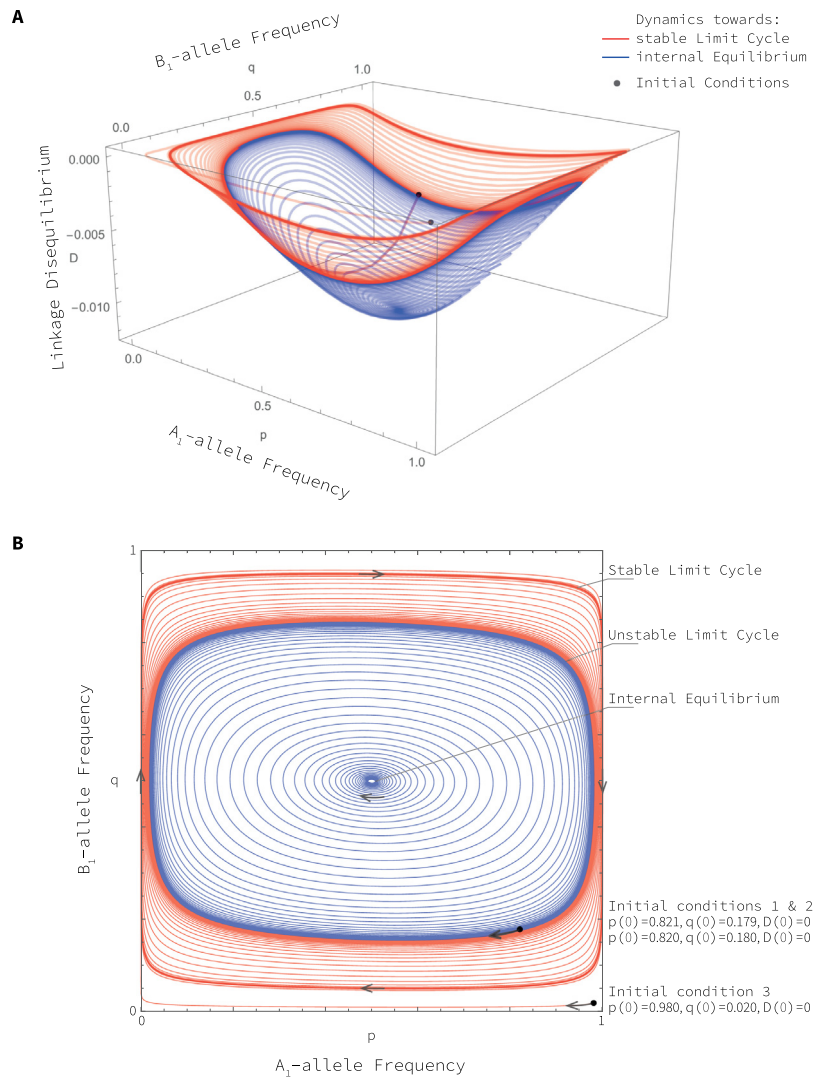 A
Dynamics towards:
stable Limit Cycle
internal Equilibrium
Initial Conditions
B1-allele Frequency
q
0.0
0.5
1.0
Linkage Disequilibrium
D
0.000
−0.005
−0.010
0.0
0.5
1.0
p
A1-allele Frequency
B
1
Stable Limit Cycle
Unstable Limit Cycle
Internal Equilibrium
B1-allele Frequency
q
Initial conditions 1 & 2
p(0)=0.821, q(0)=0.179, D(0)=0
p(0)=0.820, q(0)=0.180, D(0)=0
Initial condition 3
p(0)=0.980, q(0)=0.020, D(0)=0
0
0
1
p
A1-allele Frequency